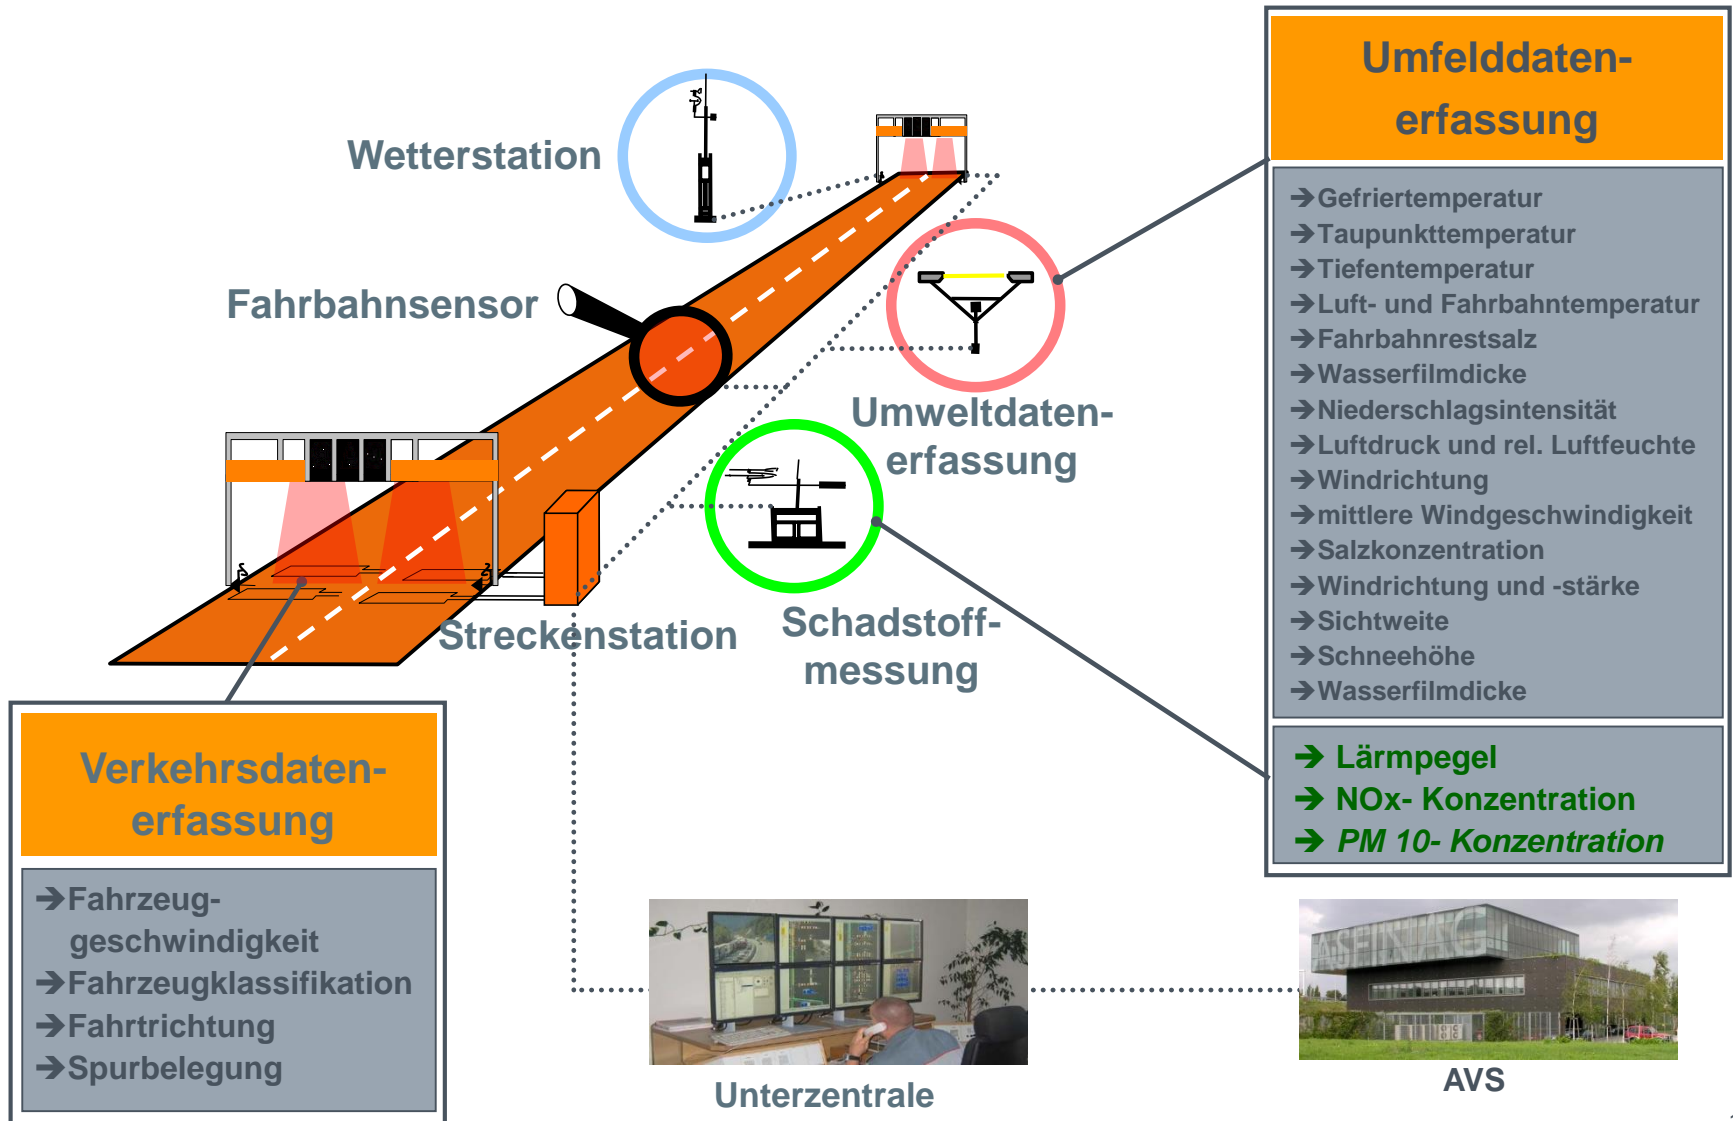 Wetterstation
Fahrbahnsensor
Umweltdaten-
erfassung
Schadstoff-
messung
Streckenstation
Umfelddaten-
erfassung
➔Gefriertemperatur
➔Taupunkttemperatur
➔Tiefentemperatur
➔Luft- und Fahrbahntemperatur
➔Fahrbahnrestsalz
➔Wasserfilmdicke
➔Niederschlagsintensität
➔Luftdruck und rel. Luftfeuchte
➔Windrichtung
➔mittlere Windgeschwindigkeit
➔Salzkonzentration
➔Windrichtung und -stärke
➔Sichtweite
➔Schneehöhe
➔Wasserfilmdicke
➔ Lärmpegel
➔ NOx- Konzentration
➔ PM 10- Konzentration
Verkehrsdaten-
erfassung
➔Fahrzeug-
geschwindigkeit
➔Fahrzeugklassifikation
➔Fahrtrichtung
➔Spurbelegung
Unterzentrale
ASFINAG
AVS